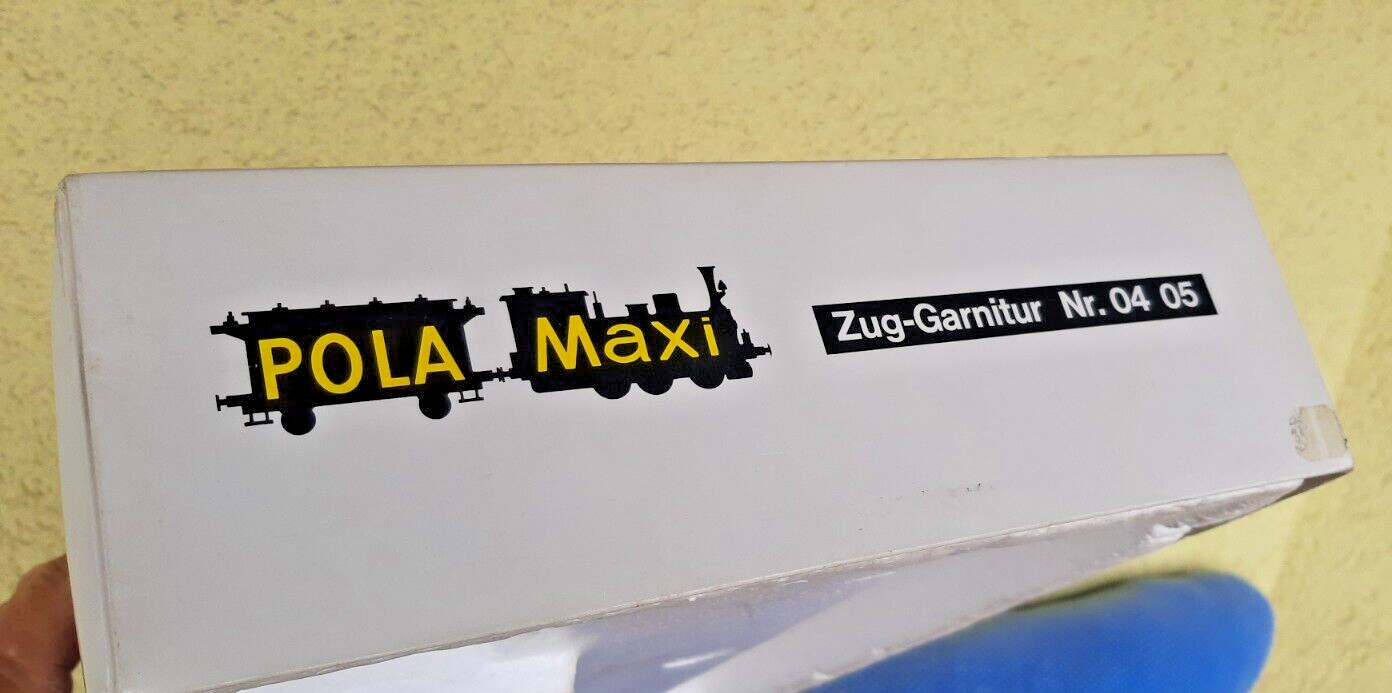 POLA Maxi
Zug-Garnitur Nr. 04 05